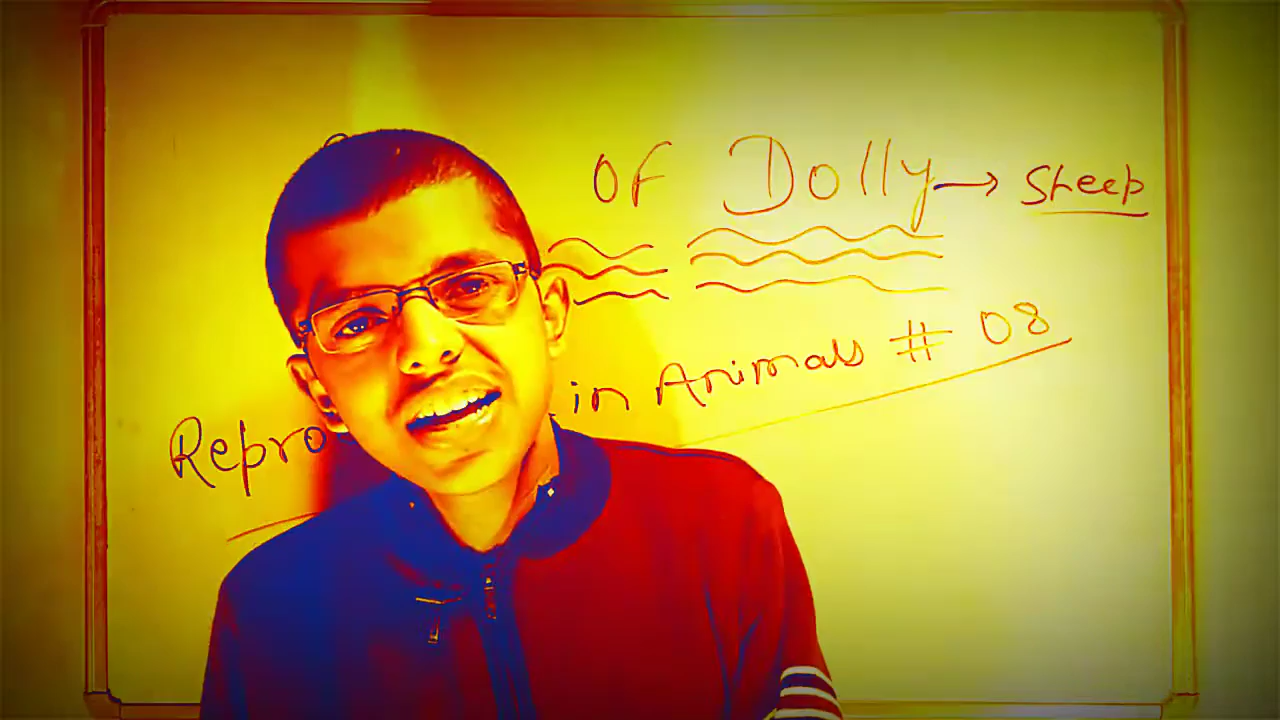 OF Dolly → Sheep
Repro in Animals # 08